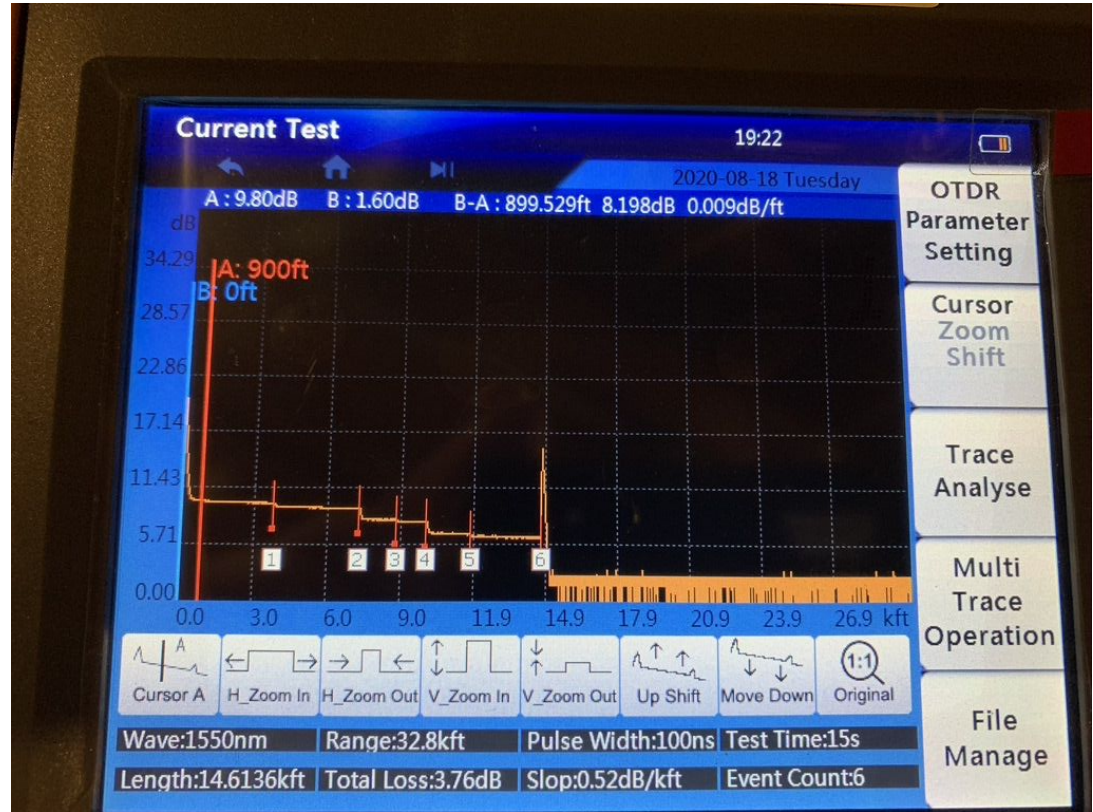 Current Test 19:22
2020-08-18 Tuesday
A : 9.80dB B : 1.60dB B-A : 899.529ft 8.198dB 0.009dB/ft
dB
34.29
A: 900ft
B: 0ft
28.57
22.86
17.14
11.43
5.71
1 2 3 4 5 6
0.00
0.0 3.0 6.0 9.0 11.9 14.9 17.9 20.9 23.9 26.9 kft
OTDR
Parameter
Setting
Cursor
Zoom
Shift
Trace
Analyse
Multi
Trace
Operation
File
Manage
A
1:1
Cursor A H_Zoom In H_Zoom Out V_Zoom In V_Zoom Out Up Shift Move Down Original
Wave:1550nm Range:32.8kft Pulse Width:100ns Test Time:15s
Length:14.6136kft Total Loss:3.76dB Slop:0.52dB/kft Event Count:6